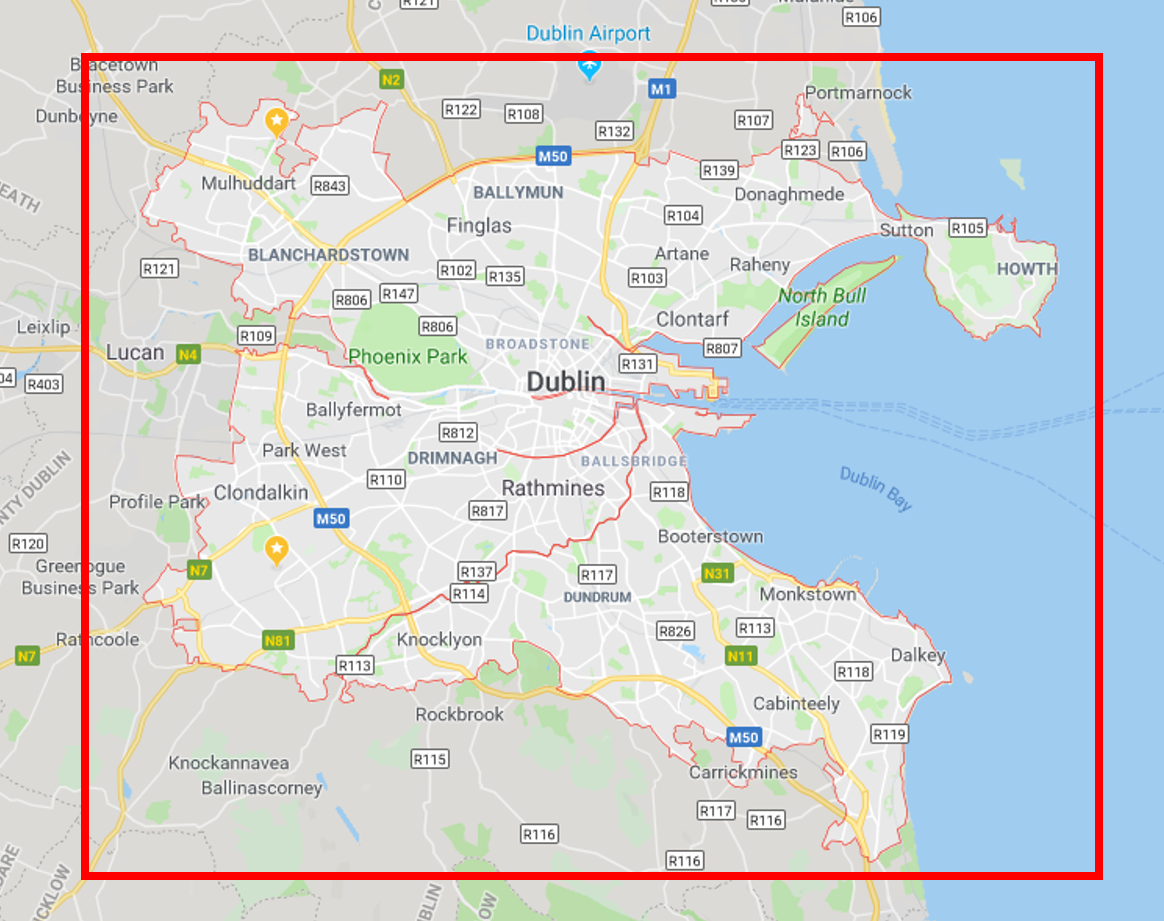 R121
R106
Dublin Airport
Bracetown
Business Park
N2
M1
Portmarnock
Dunboyne
R122
R108
R107
R132
R123
R106
M50
R139
Mulhuddart
R843
BALLYMUN
Donaghmede
EATH
R104
Finglas
Sutton
R105
BLANCHARDSTOWN
Artane
Raheny
HOWTH
R121
R102
R135
R103
R147
R806
North Bull
Island
Leixlip
R109
R806
Clontarf
BROADSTONE
Lucan
N4
Phoenix Park
R131
R807
Dublin
04
R403
Ballyfermot
R812
Park West
DRIMNAGH
BALLSBRIDGE
R110
Rathmines
R118
Dublin Bay
NTY DUBLIN
Profile Park
Clondalkin
R817
M50
R120
Booterstown
Greenogue
Business Park
N7
R137
R117
N31
R114
DUNDRUM
Monkstown
Rathcoole
N81
Knocklyon
R826
R113
N7
R113
N11
Dalkey
R118
Cabinteely
Rockbrook
R119
M50
Knockannavea
R115
Carrickmines
Ballinascorney
R117
R116
R116
R116
ARE
ICKLOW
BLIN
OW